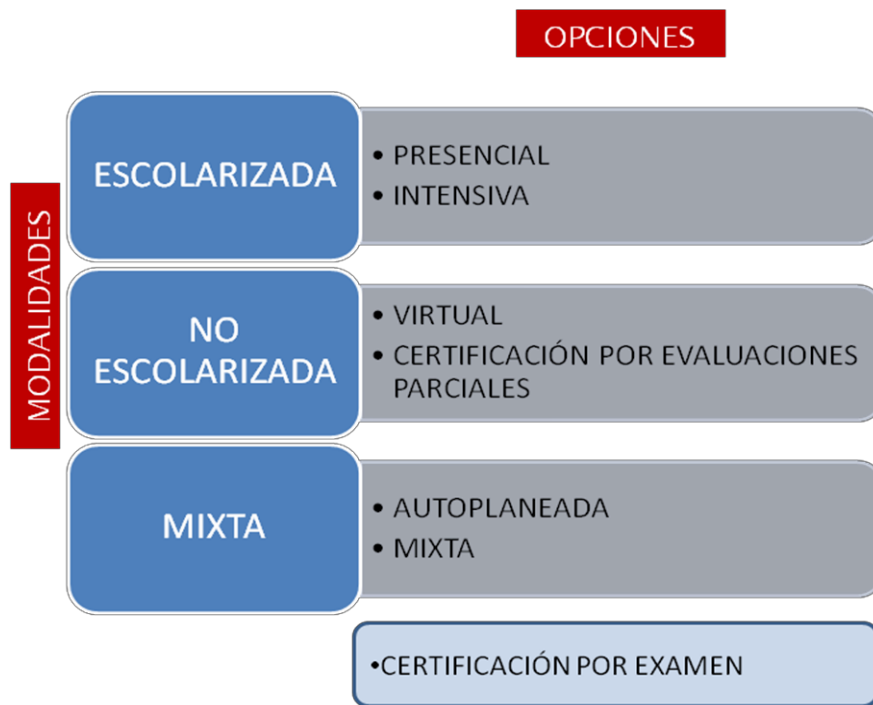 OPCIONES
MODALIDADES
ESCOLARIZADA
• PRESENCIAL
• INTENSIVA
NO
ESCOLARIZADA
• VIRTUAL
• CERTIFICACIÓN POR EVALUACIONES
PARCIALES
MIXTA
• AUTOPLANEADA
• MIXTA
•CERTIFICACIÓN POR EXAMEN